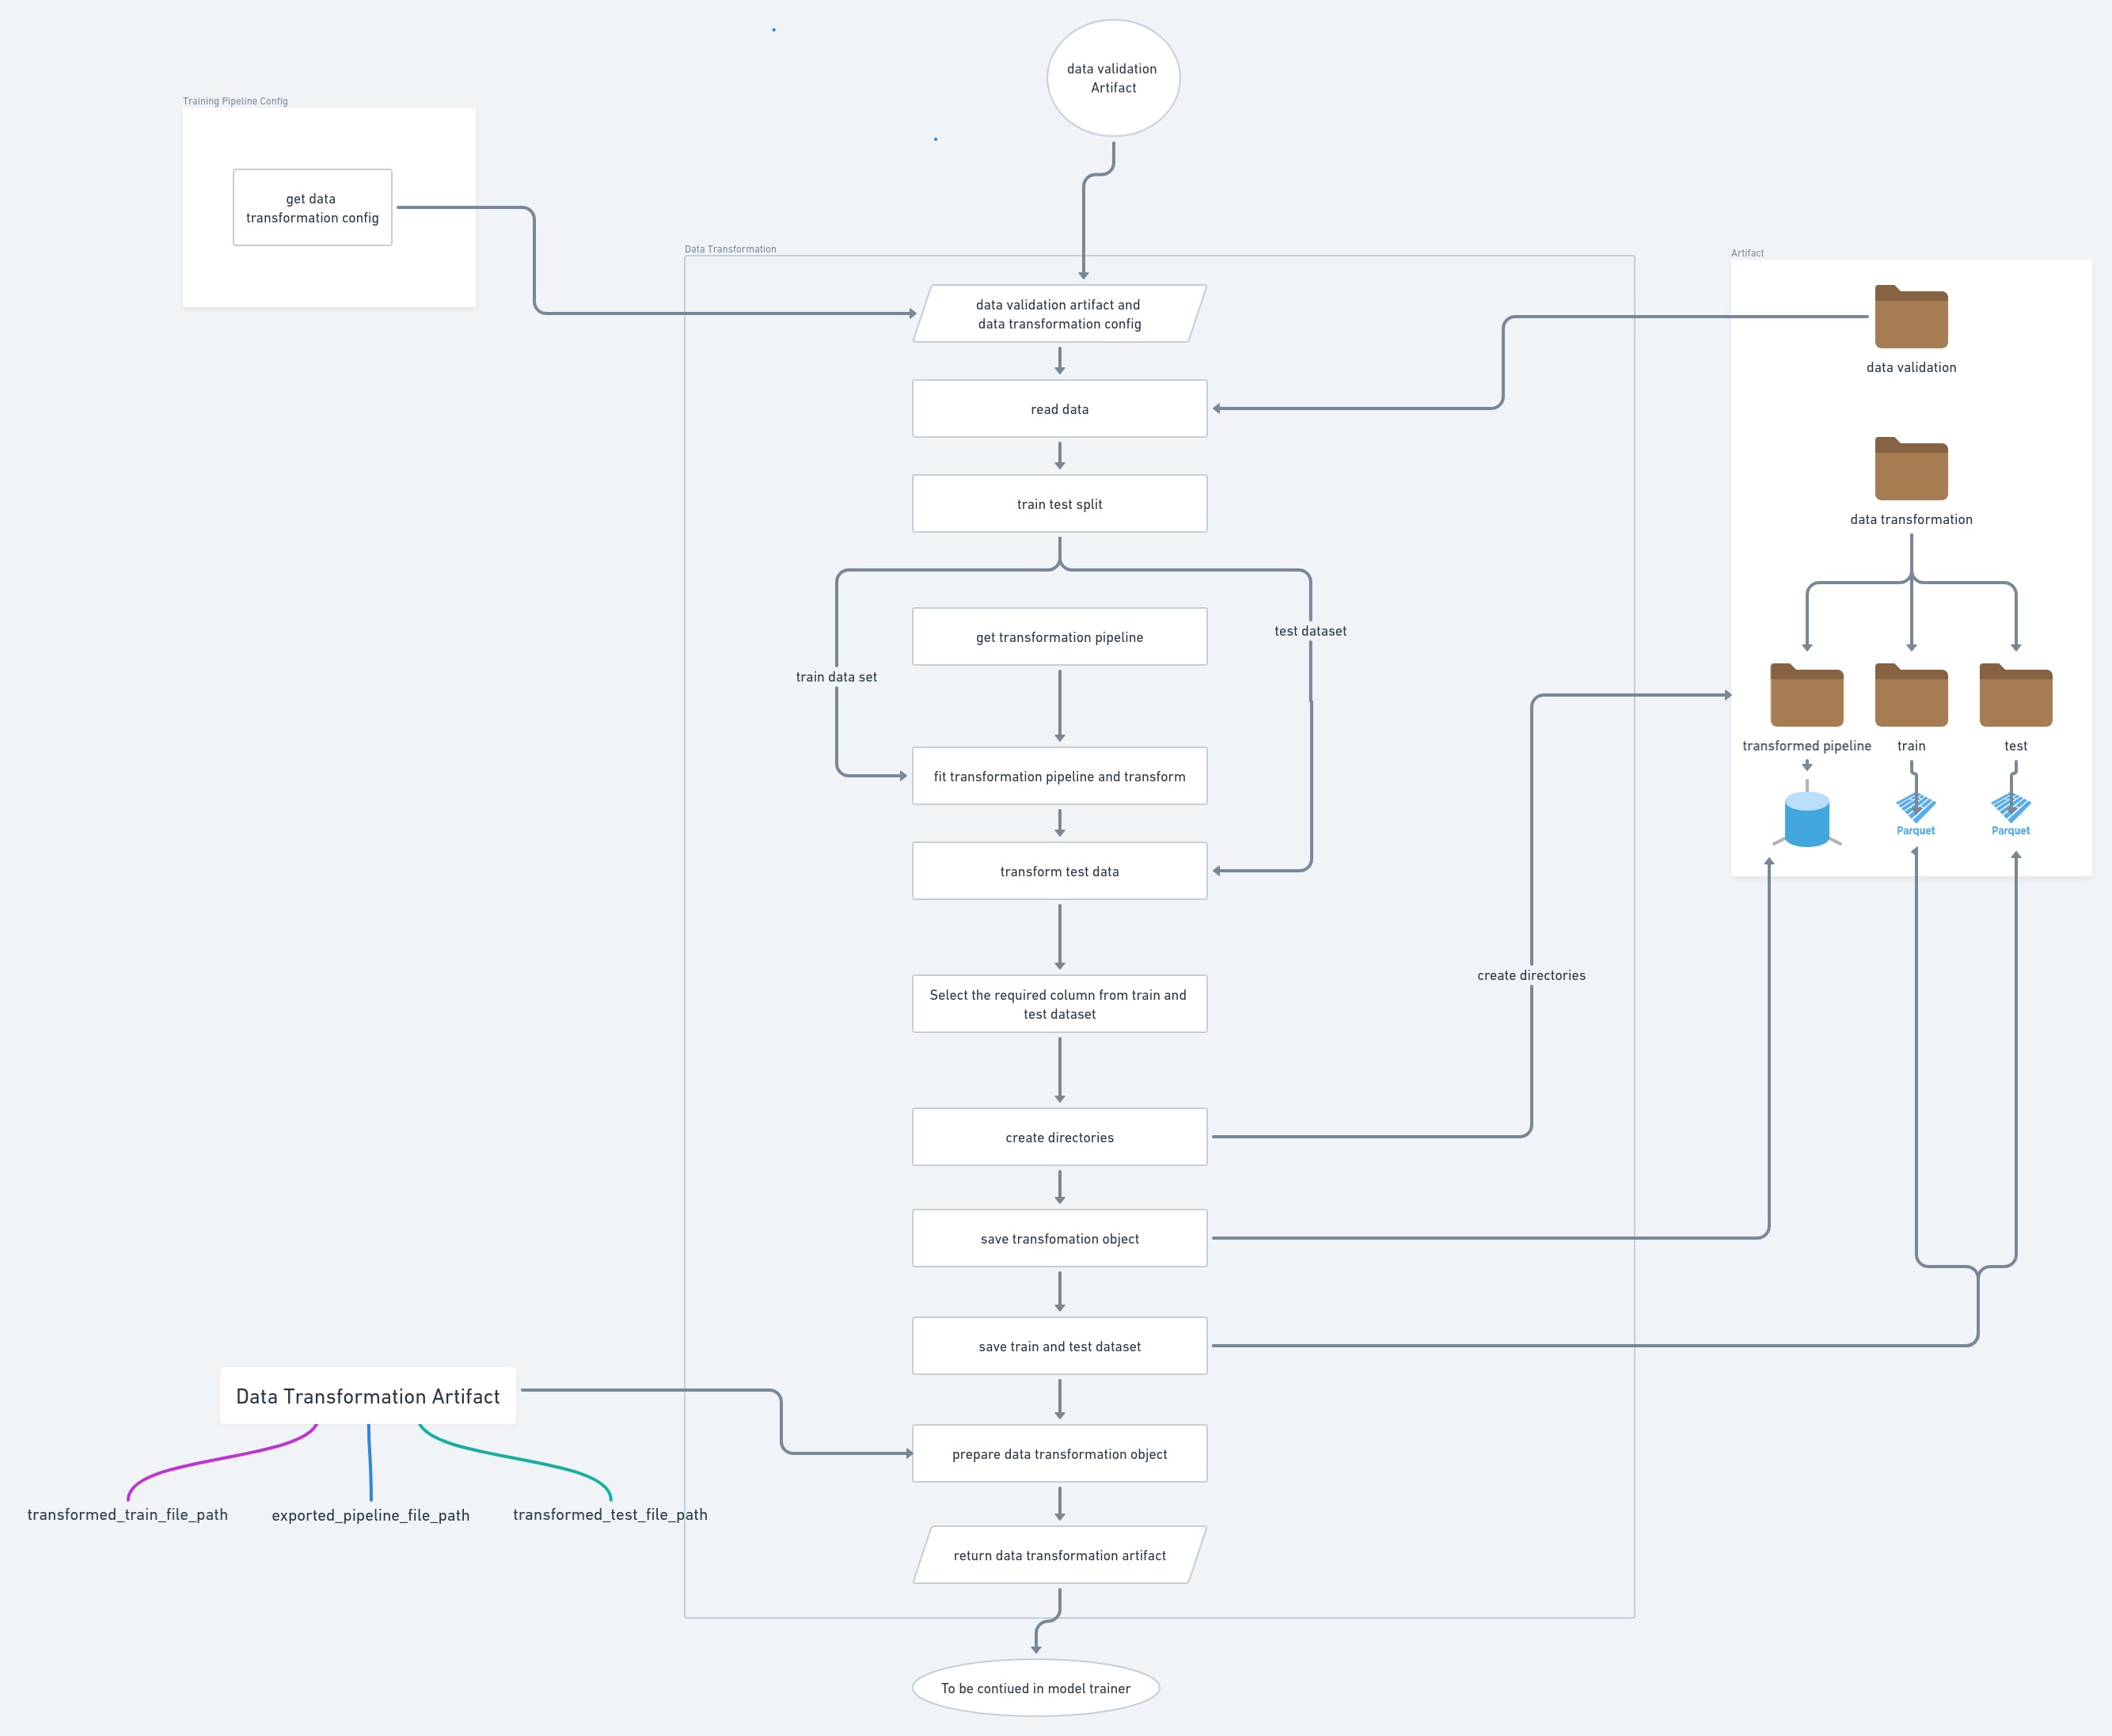 data validation
Artifact
Training Pipeline Config
get data
transformation config
Data Transformation
Artifact
data validation artifact and
data transformation config
data validation
read data
train test split
data transformation
get transformation pipeline
test dataset
train data set
transformed pipeline
train
test
fit transformation pipeline and transform
Parquet
Parquet
transform test data
create directories
Select the required column from train and
test dataset
create directories
save transfomation object
save train and test dataset
Data Transformation Artifact
prepare data transformation object
transformed_train_file_path
exported_pipeline_file_path
transformed_test_file_path
return data transformation artifact
To be contiued in model trainer